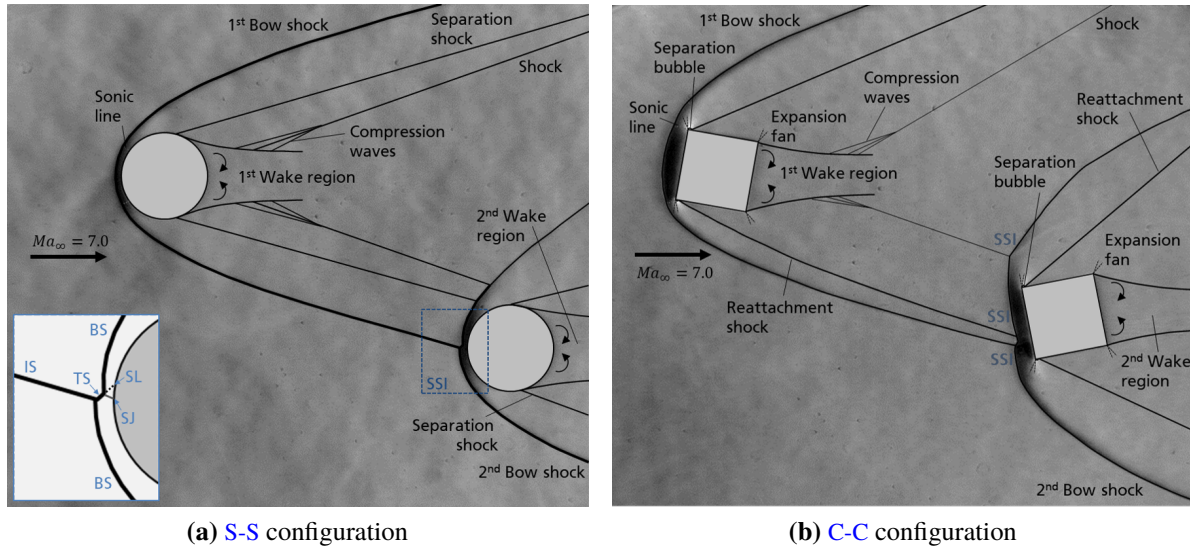 1st Bow shock
Separation
shock
Shock
Sonic
line
Compression
waves
1st Wake region
2nd Wake
region
Ma∞ = 7.0
BS
IS
TS
SL
SJ
BS
SSI
Separation
shock
2nd Bow shock
(a) S-S configuration
1st Bow shock
Shock
Separation
bubble
Compression
waves
Reattachment
shock
Sonic
line
Expansion
fan
1st Wake region
Separation
bubble
SSI
Expansion
fan
Ma∞ = 7.0
Reattachment
shock
SSI
SSI
2nd Wake
region
2nd Bow shock
(b) C-C configuration